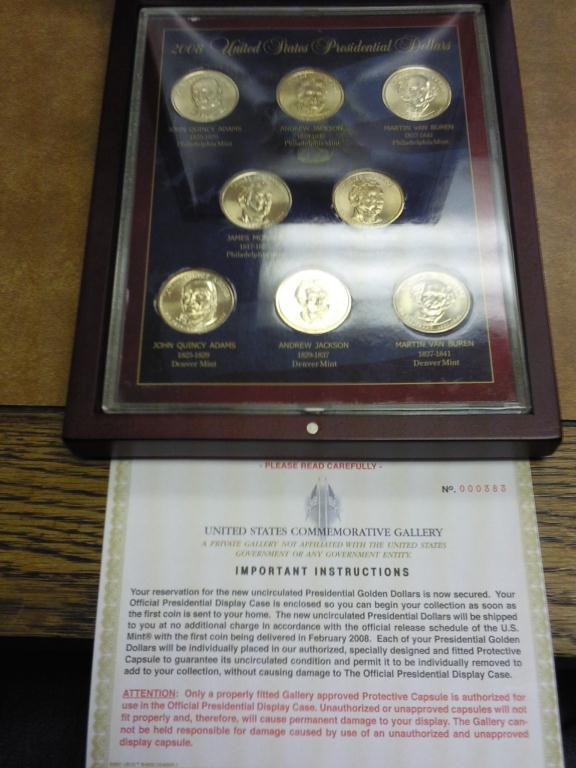 2008 United States Presidential Dollars
JOHN QUINCY ADAMS ANDREW JACKSON MARTIN VAN BUREN
1825-1829 1829-1837 1837-1841
Philadelphia Mint Philadelphia Mint Philadelphia Mint
JAMES
1817-18
Philadelphia
JOHN QUINCY ADAMS ANDREW JACKSON MARTIN VAN BUREN
1825-1829 1829-1837 1837-1841
Denver Mint Denver Mint Denver Mint
- PLEASE READ CAREFULLY -
No. 000383
UNITED STATES COMMEMORATIVE GALLERY
A PRIVATE GALLERY NOT AFFILIATED WITH THE UNITED STATES
GOVERNMENT OR ANY GOVERNMENT ENTITY.
IMPORTANT INSTRUCTIONS
Your reservation for the new uncirculated Presidential Golden Dollars is now secured. Your
Official Presidential Display Case is enclosed so you can begin your collection as soon as
the first coin is sent to your home. The new uncirculated Presidential Dollars will be shipped
to you at no additional charge in accordance with the official release schedule of the U.S.
Mint® with the first coin being delivered in February 2008. Each of your Presidential Golden
Dollars will be individually placed in our authorized, specially designed and fitted Protective
Capsule to guarantee its uncirculated condition and permit it to be individually removed to
add to your collection, without causing damage to The Official Presidential Display Case.
ATTENTION: Only a properly fitted Gallery approved Protective Capsule is authorized for
use in the Official Presidential Display Case. Unauthorized or unapproved capsules will not
fit properly and, therefore, will cause permanent damage to your display. The Gallery can-
not be held responsible for damage caused by use of an unauthorized and unapproved
display capsule.